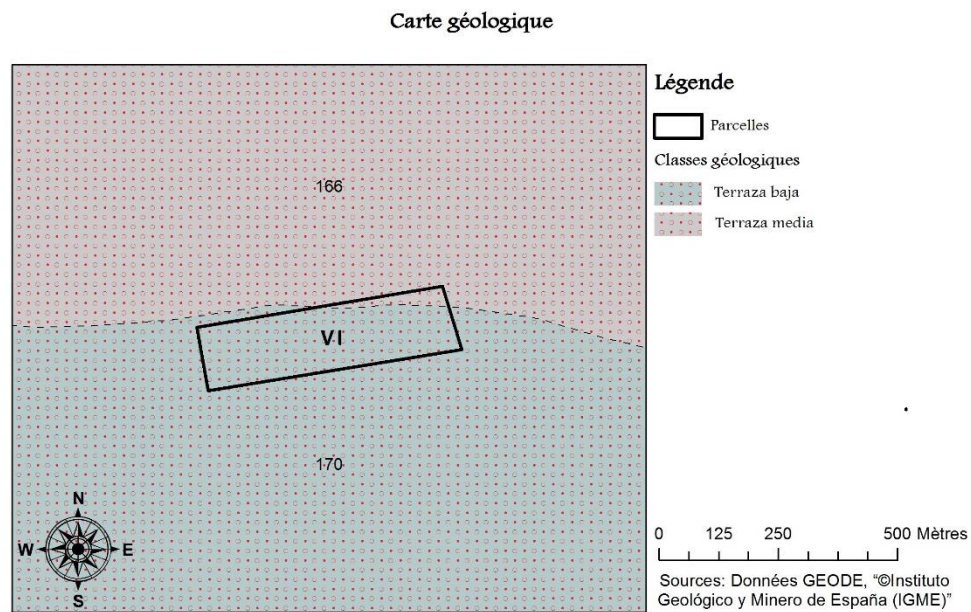 Carte géologique
Légende
Parcelles
Classes géologiques
Terraza baja
Terraza media
166
VI
170
N
W E
S
0 125 250 500 Mètres
Sources: Données GEODE, “©Instituto
Geológico y Minero de España (IGME)”